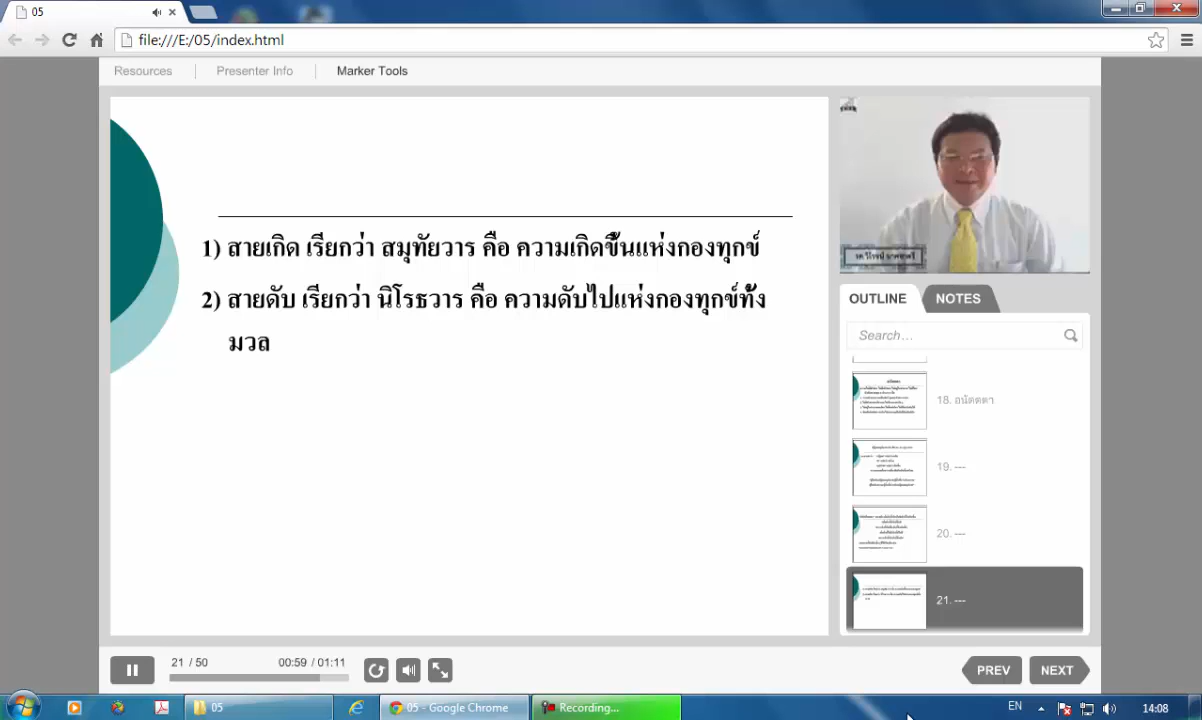 05
file:///E:/05/index.html
Resources
Presenter Info
Marker Tools
1) สายเกิด เรียกว่า สมุทัยวาร คือ ความเกิดขึ้นแห่งกองทุกข์
2) สายดับ เรียกว่า นิโรธวาร คือ ความดับไปแห่งกองทุกข์ทั้ง
มวล
OUTLINE
NOTES
Search...
18. อนัตตตา
19. ---
20. ---
21. ---
21 / 50
00:59 / 01:11
PREV
NEXT
05
05 - Google Chrome
Recording...
EN
14:08